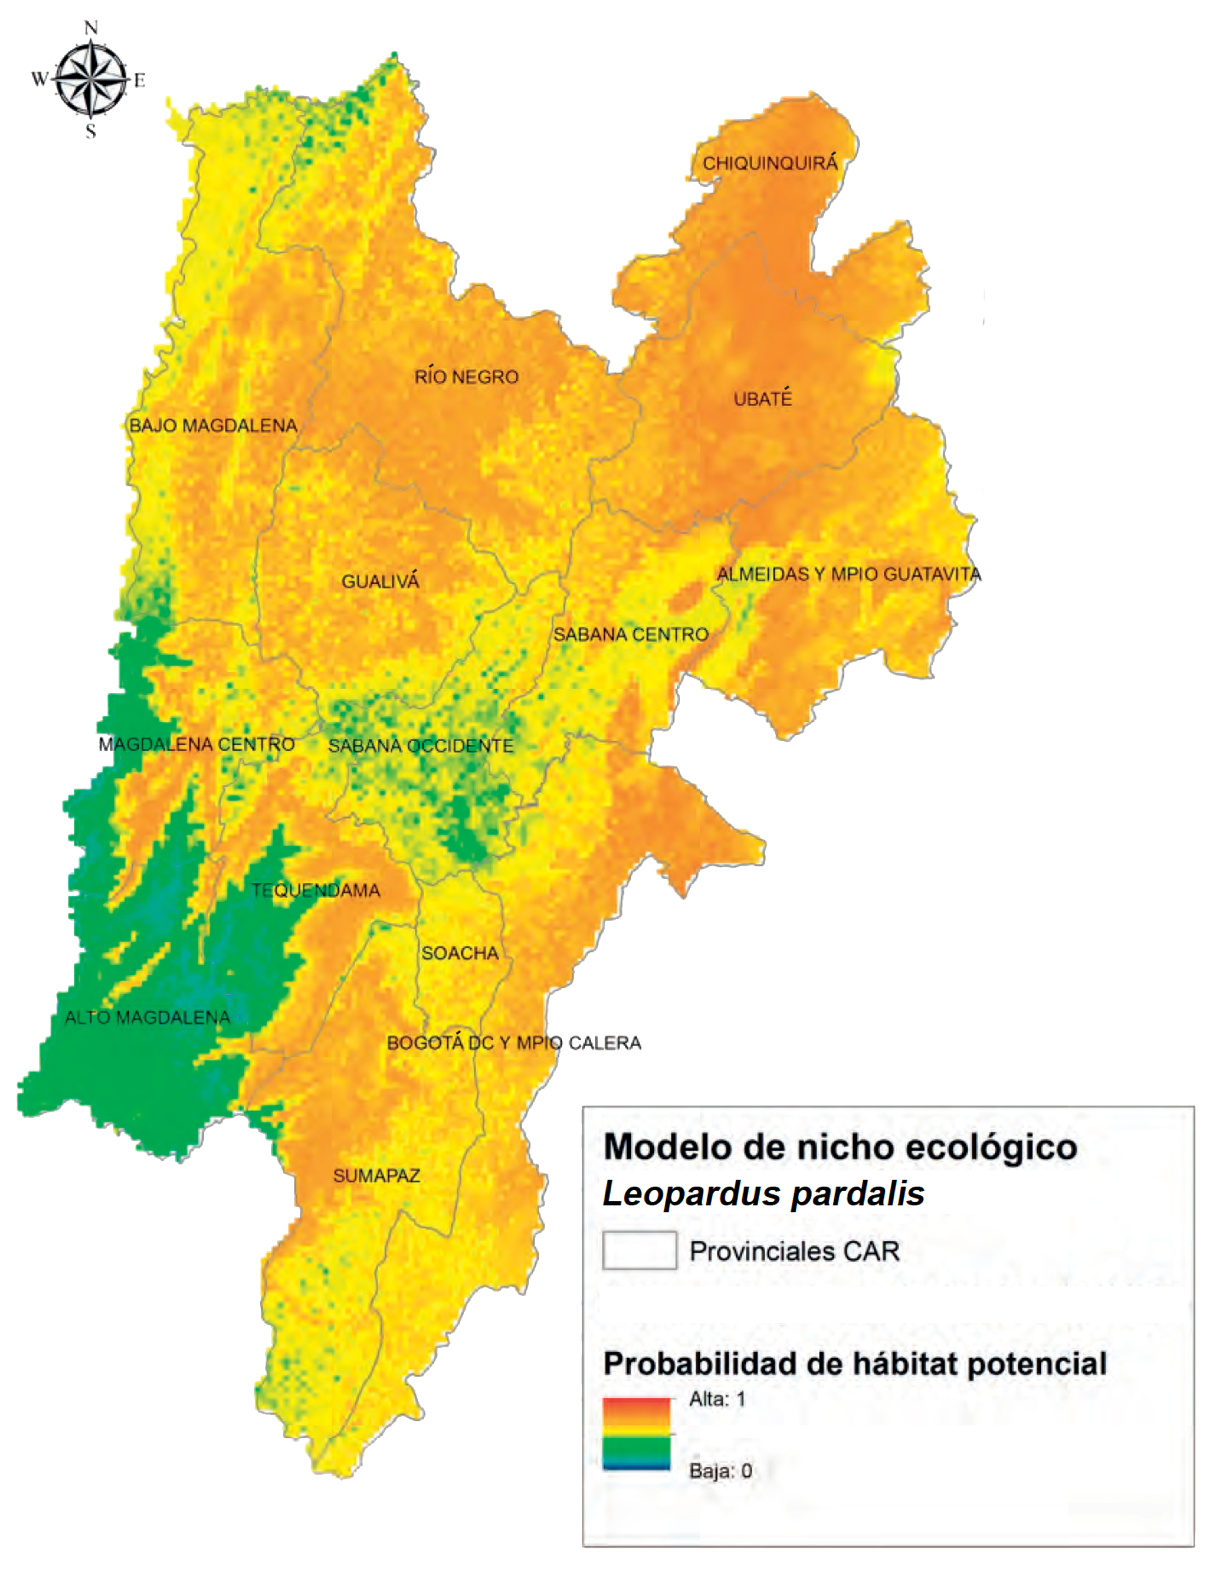 N
W E
S
CHIQUINQUIRÁ
RÍO NEGRO
UBATÉ
BAJO MAGDALENA
GUALIVÁ
ALMEIDAS Y MPIO GUATAVITA
SABANA CENTRO
MAGDALENA CENTRO
SABANA OCCIDENTE
TEQUENDAMA
SOACHA
ALTO MAGDALENA
BOGOTÁ DC Y MPIO CALERA
SUMAPAZ
Modelo de nicho ecológico
Leopardus pardalis
Provinciales CAR
Probabilidad de hábitat potencial
Alta: 1
Baja: 0